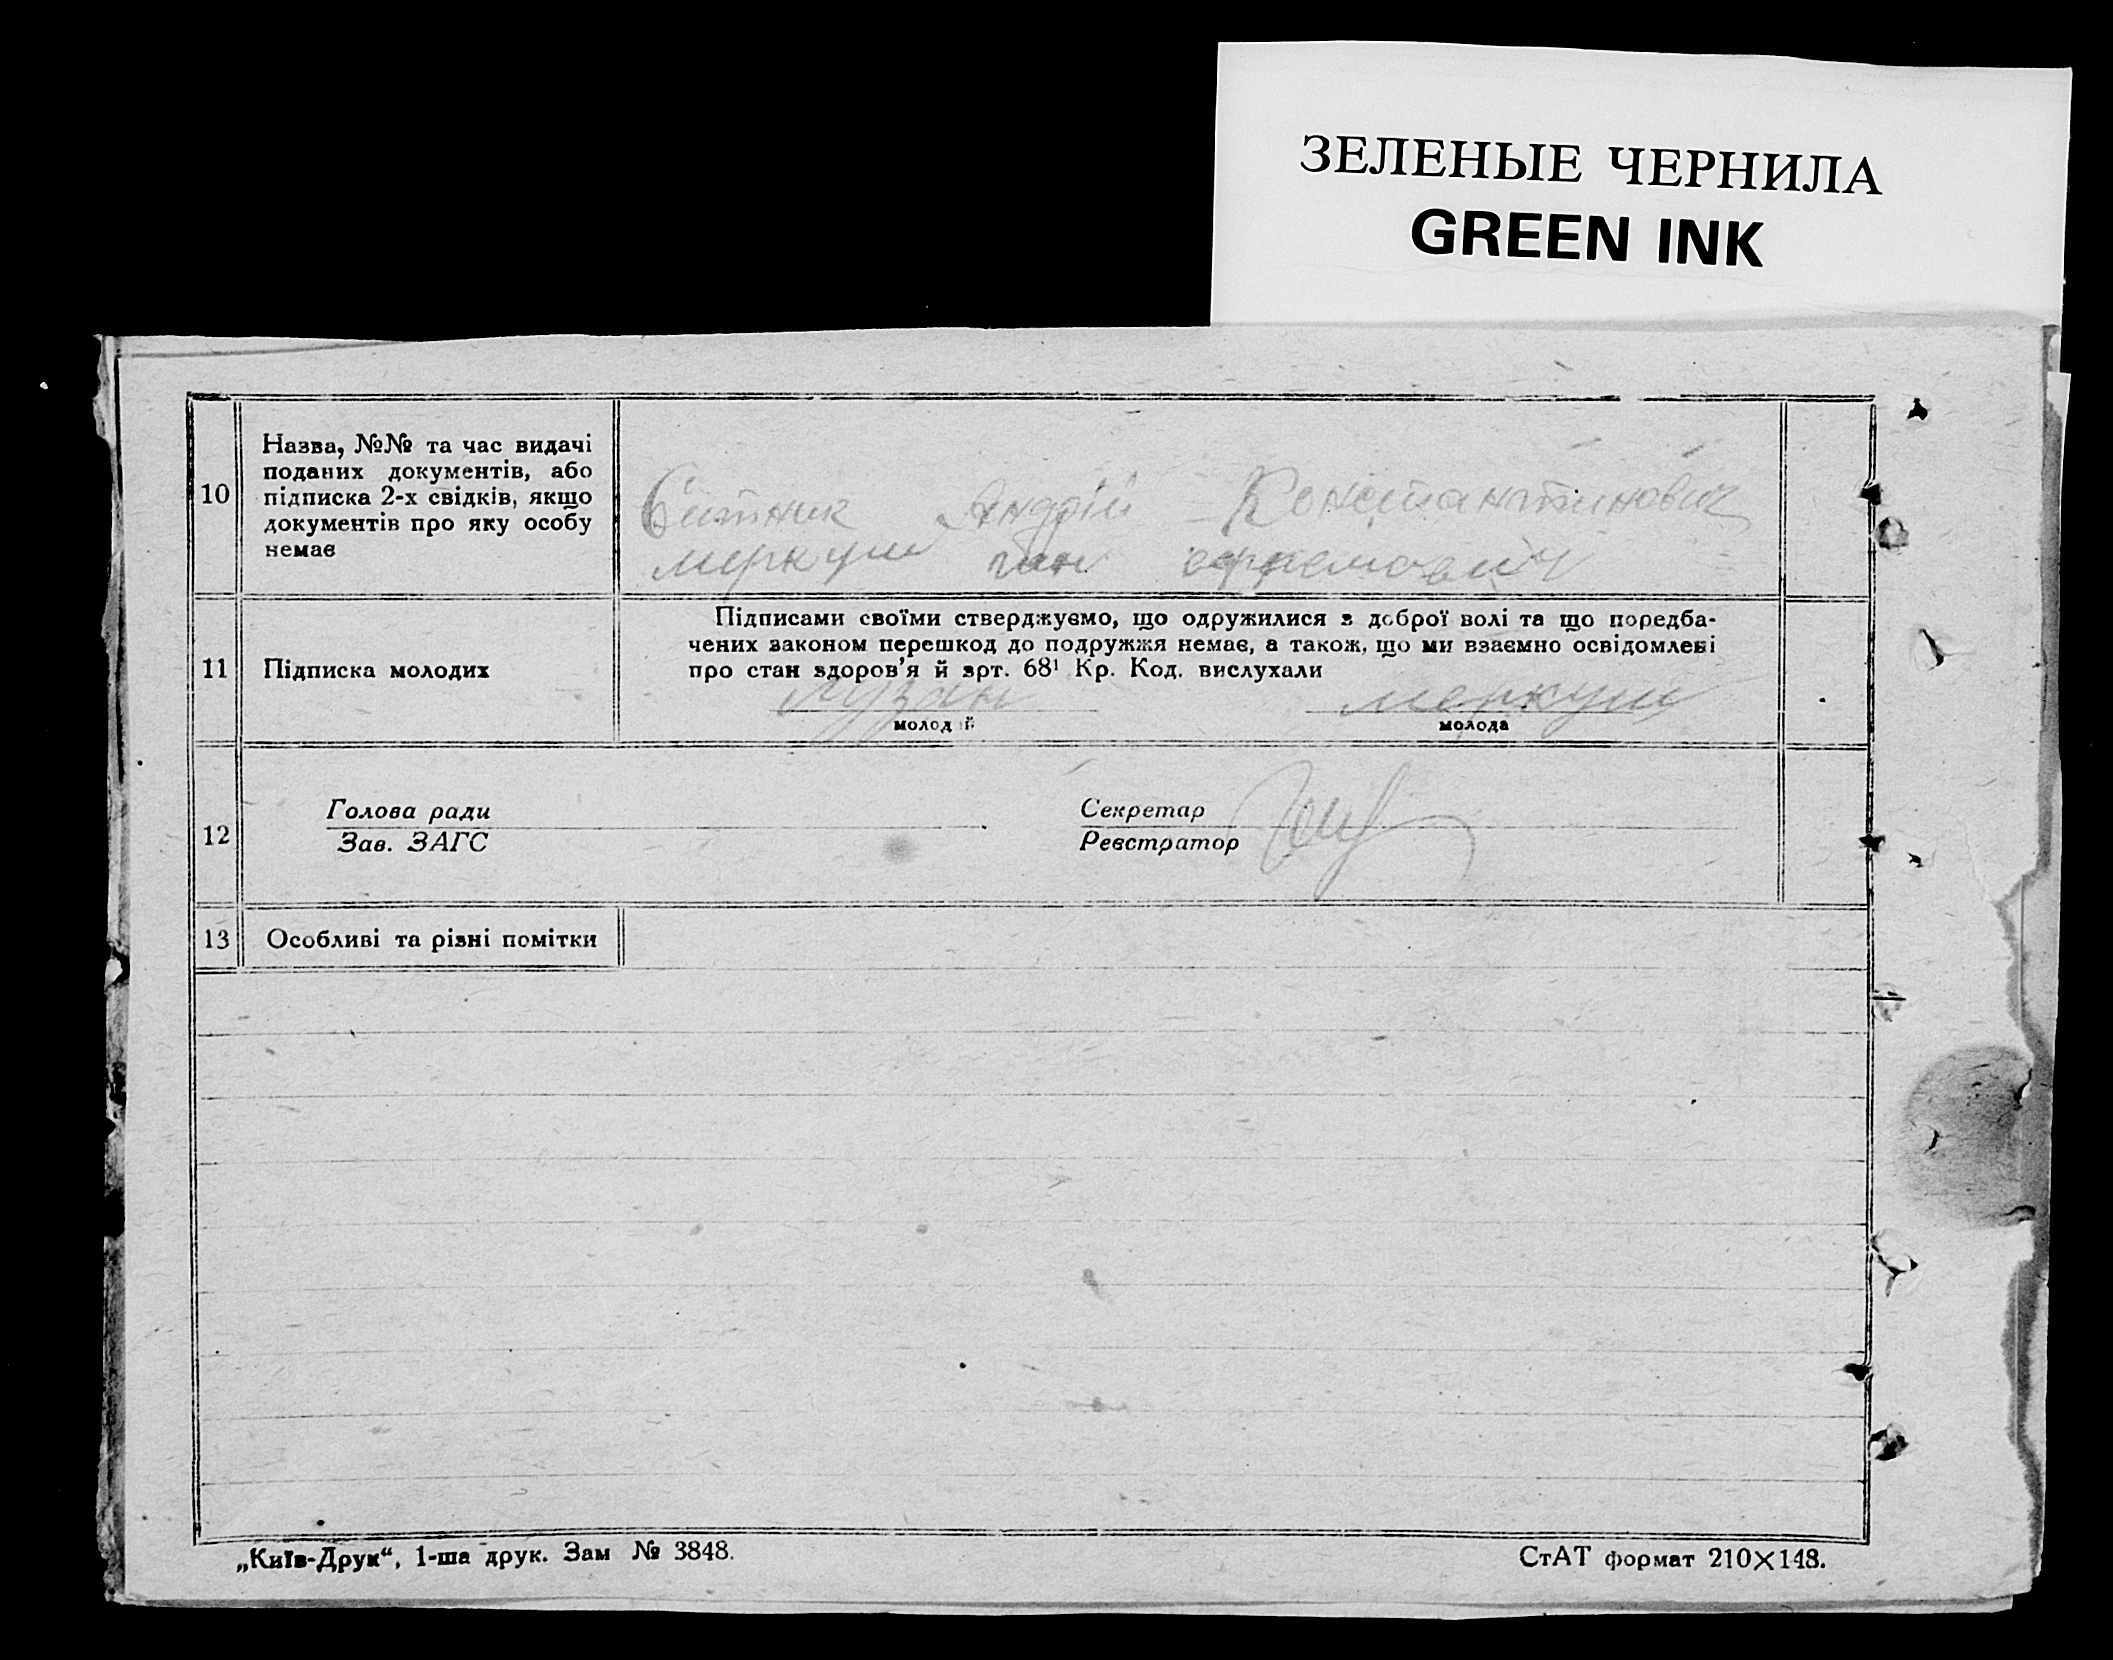 ЗЕЛЕНЫЕ ЧЕРНИЛА
GREEN INK
10
Назва, №№ та час видачі
поданих документів, або
підписка 2-х свідків, якщо
документів про яку особу
немає
Ситник Андрій Константинович
меркуш
11
Підписка молодих
Підписами своїми стверджуємо, що одружилися з доброї волі та що передба-
чених законом перешкод до подружжя немає, а також, що ми взаємно освідомлені
про стан здоров’я й арт. 68¹ Кр. Код. вислухали
меркуш
молодий
молода
12
Голова ради
Зав. ЗАГС
Секретар
Реєстратор
13
Особливі та різні помітки
„Київ-Друк“, 1-ша друк. Зам № 3848.
СтАТ формат 210×148.